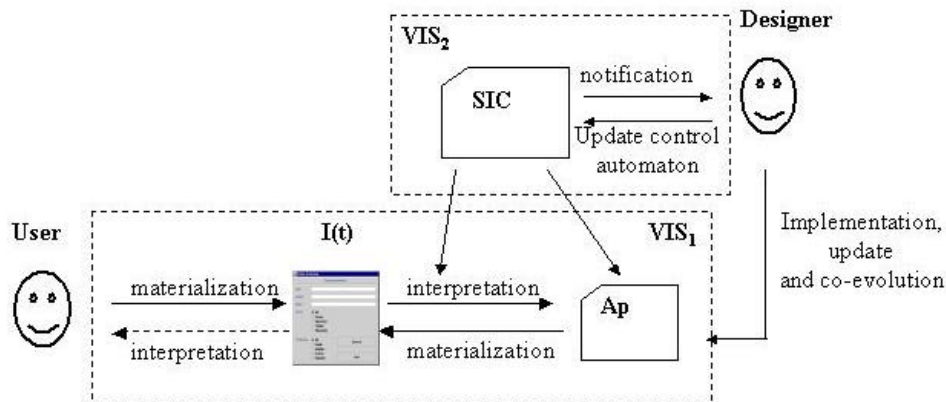 Designer
VIS2
notification
SIC
Update control
automaton
User
I(t)
VIS1
Implementation,
update
and co-evolution
materialization
interpretation
Ap
interpretation
materialization